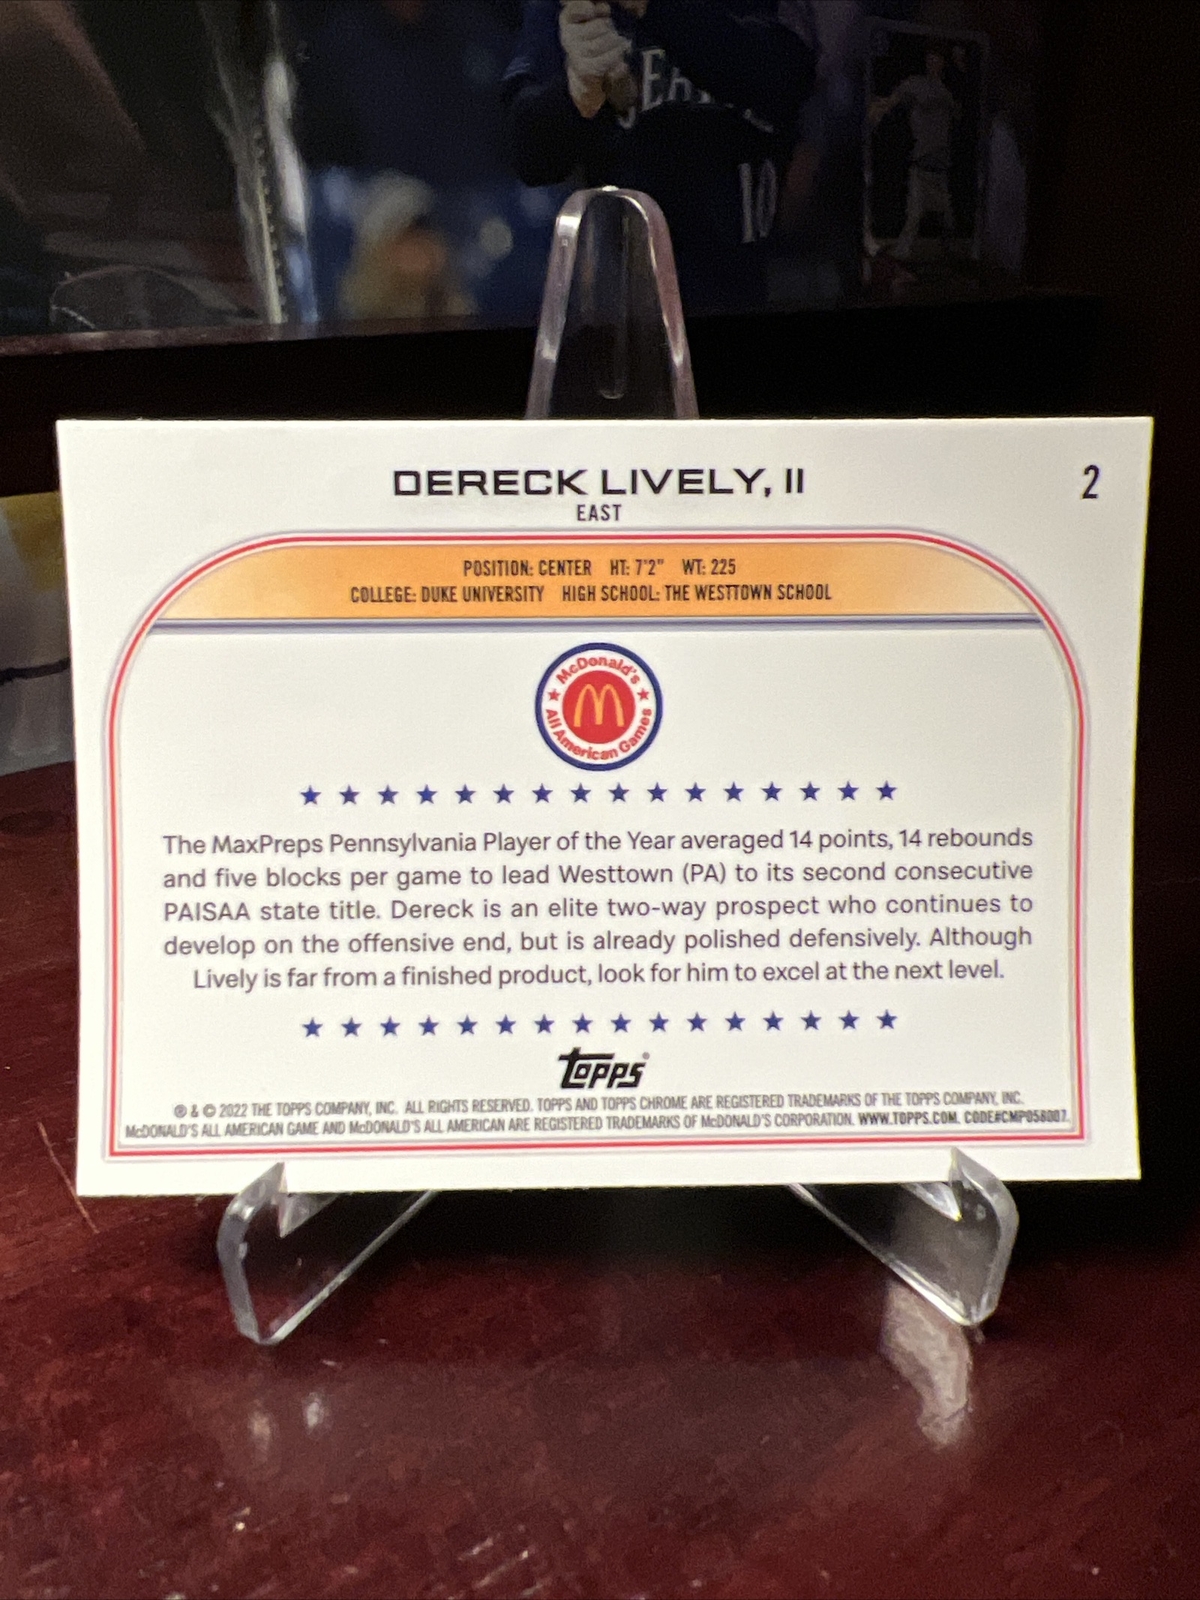 10
DERECK LIVELY, II
2
EAST
POSITION: CENTER HT: 7'2" WT: 225
COLLEGE: DUKE UNIVERSITY HIGH SCHOOL: THE WESTTOWN SCHOOL
McDonald's
All American Games
The MaxPreps Pennsylvania Player of the Year averaged 14 points, 14 rebounds
and five blocks per game to lead Westtown (PA) to its second consecutive
PAISAA state title. Dereck is an elite two-way prospect who continues to
develop on the offensive end, but is already polished defensively. Although
Lively is far from a finished product, look for him to excel at the next level.
Topps®
® & © 2022 THE TOPPS COMPANY, INC. ALL RIGHTS RESERVED. TOPPS AND TOPPS CHROME ARE REGISTERED TRADEMARKS OF THE TOPPS COMPANY, INC.
McDONALD'S ALL AMERICAN GAME AND McDONALD'S ALL AMERICAN ARE REGISTERED TRADEMARKS OF McDONALD'S CORPORATION. WWW.TOPPS.COM. CODE#CMP058007.